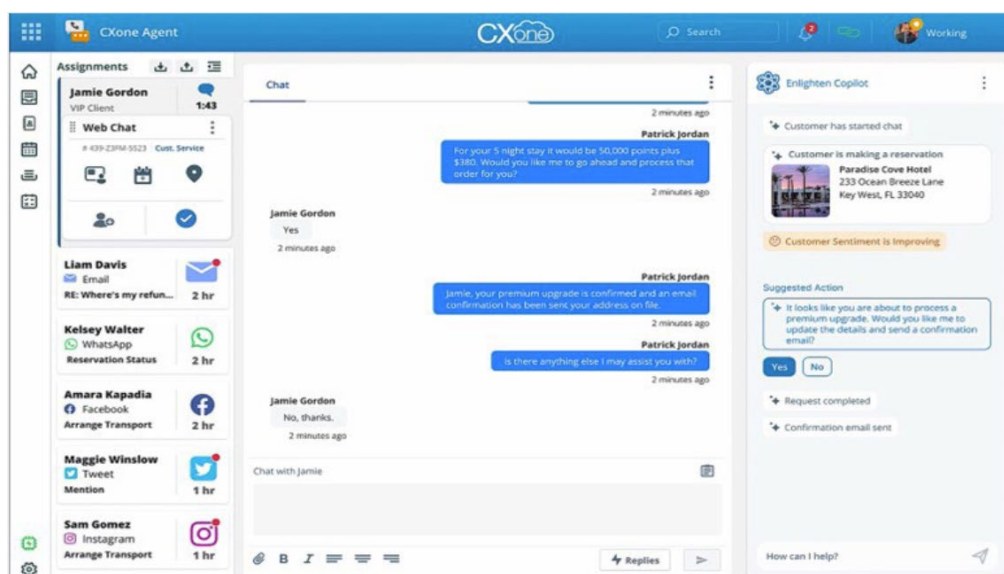 CXone Agent
CXone
Search
2
Working
Assignments
Jamie Gordon
VIP Client
1:43
Web Chat
# 439-Z3FM-5523 Cust. Service
Liam Davis
Email
RE: Where's my refun...
2 hr
Kelsey Walter
WhatsApp
Reservation Status
2 hr
Amara Kapadia
Facebook
Arrange Transport
2 hr
Maggie Winslow
Tweet
Mention
1 hr
Sam Gomez
Instagram
Arrange Transport
1 hr
Chat
2 minutes ago
Patrick Jordan
For your 5 night stay it would be 50,000 points plus
$380. Would you like me to go ahead and process that
order for you?
2 minutes ago
Jamie Gordon
Yes
2 minutes ago
Patrick Jordan
Jamie, your premium upgrade is confirmed and an email
confirmation has been sent your address on file.
2 minutes ago
Patrick Jordan
Is there anything else I may assist you with?
2 minutes ago
Jamie Gordon
No, thanks.
2 minutes ago
Chat with Jamie
B I
Replies
Enlighten Copilot
Customer has started chat
Customer is making a reservation
Paradise Cove Hotel
233 Ocean Breeze Lane
Key West, FL 33040
Customer Sentiment is Improving
Suggested Action
It looks like you are about to process a
premium upgrade. Would you like me to
update the details and send a confirmation
email?
Yes No
Request completed
Confirmation email sent
How can I help?